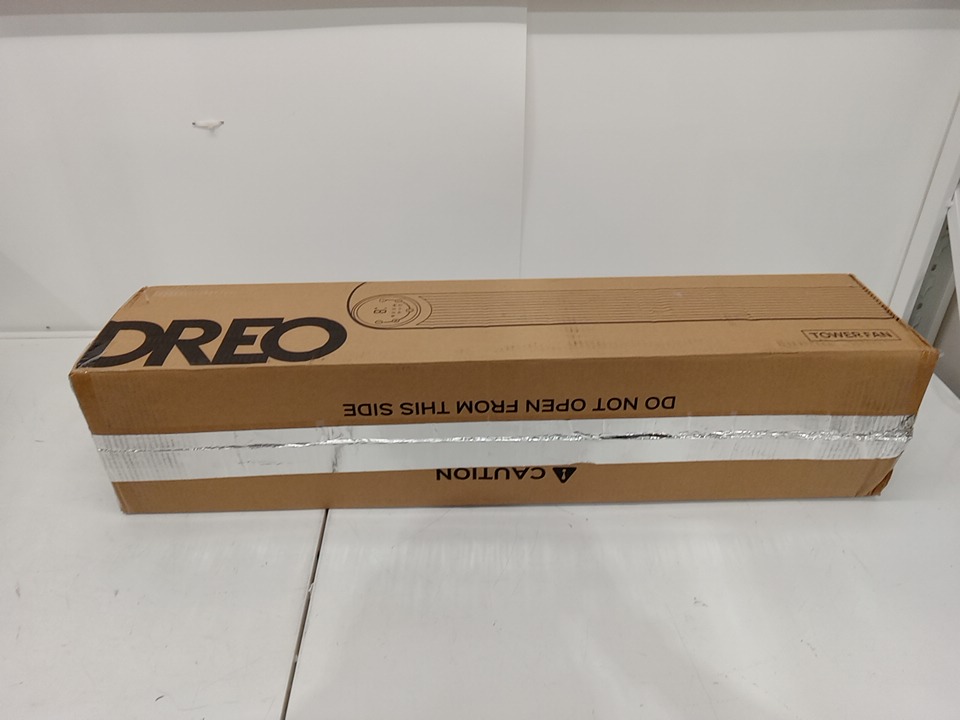 DREO
TOWER FAN
DO NOT OPEN FROM THIS SIDE
CAUTION